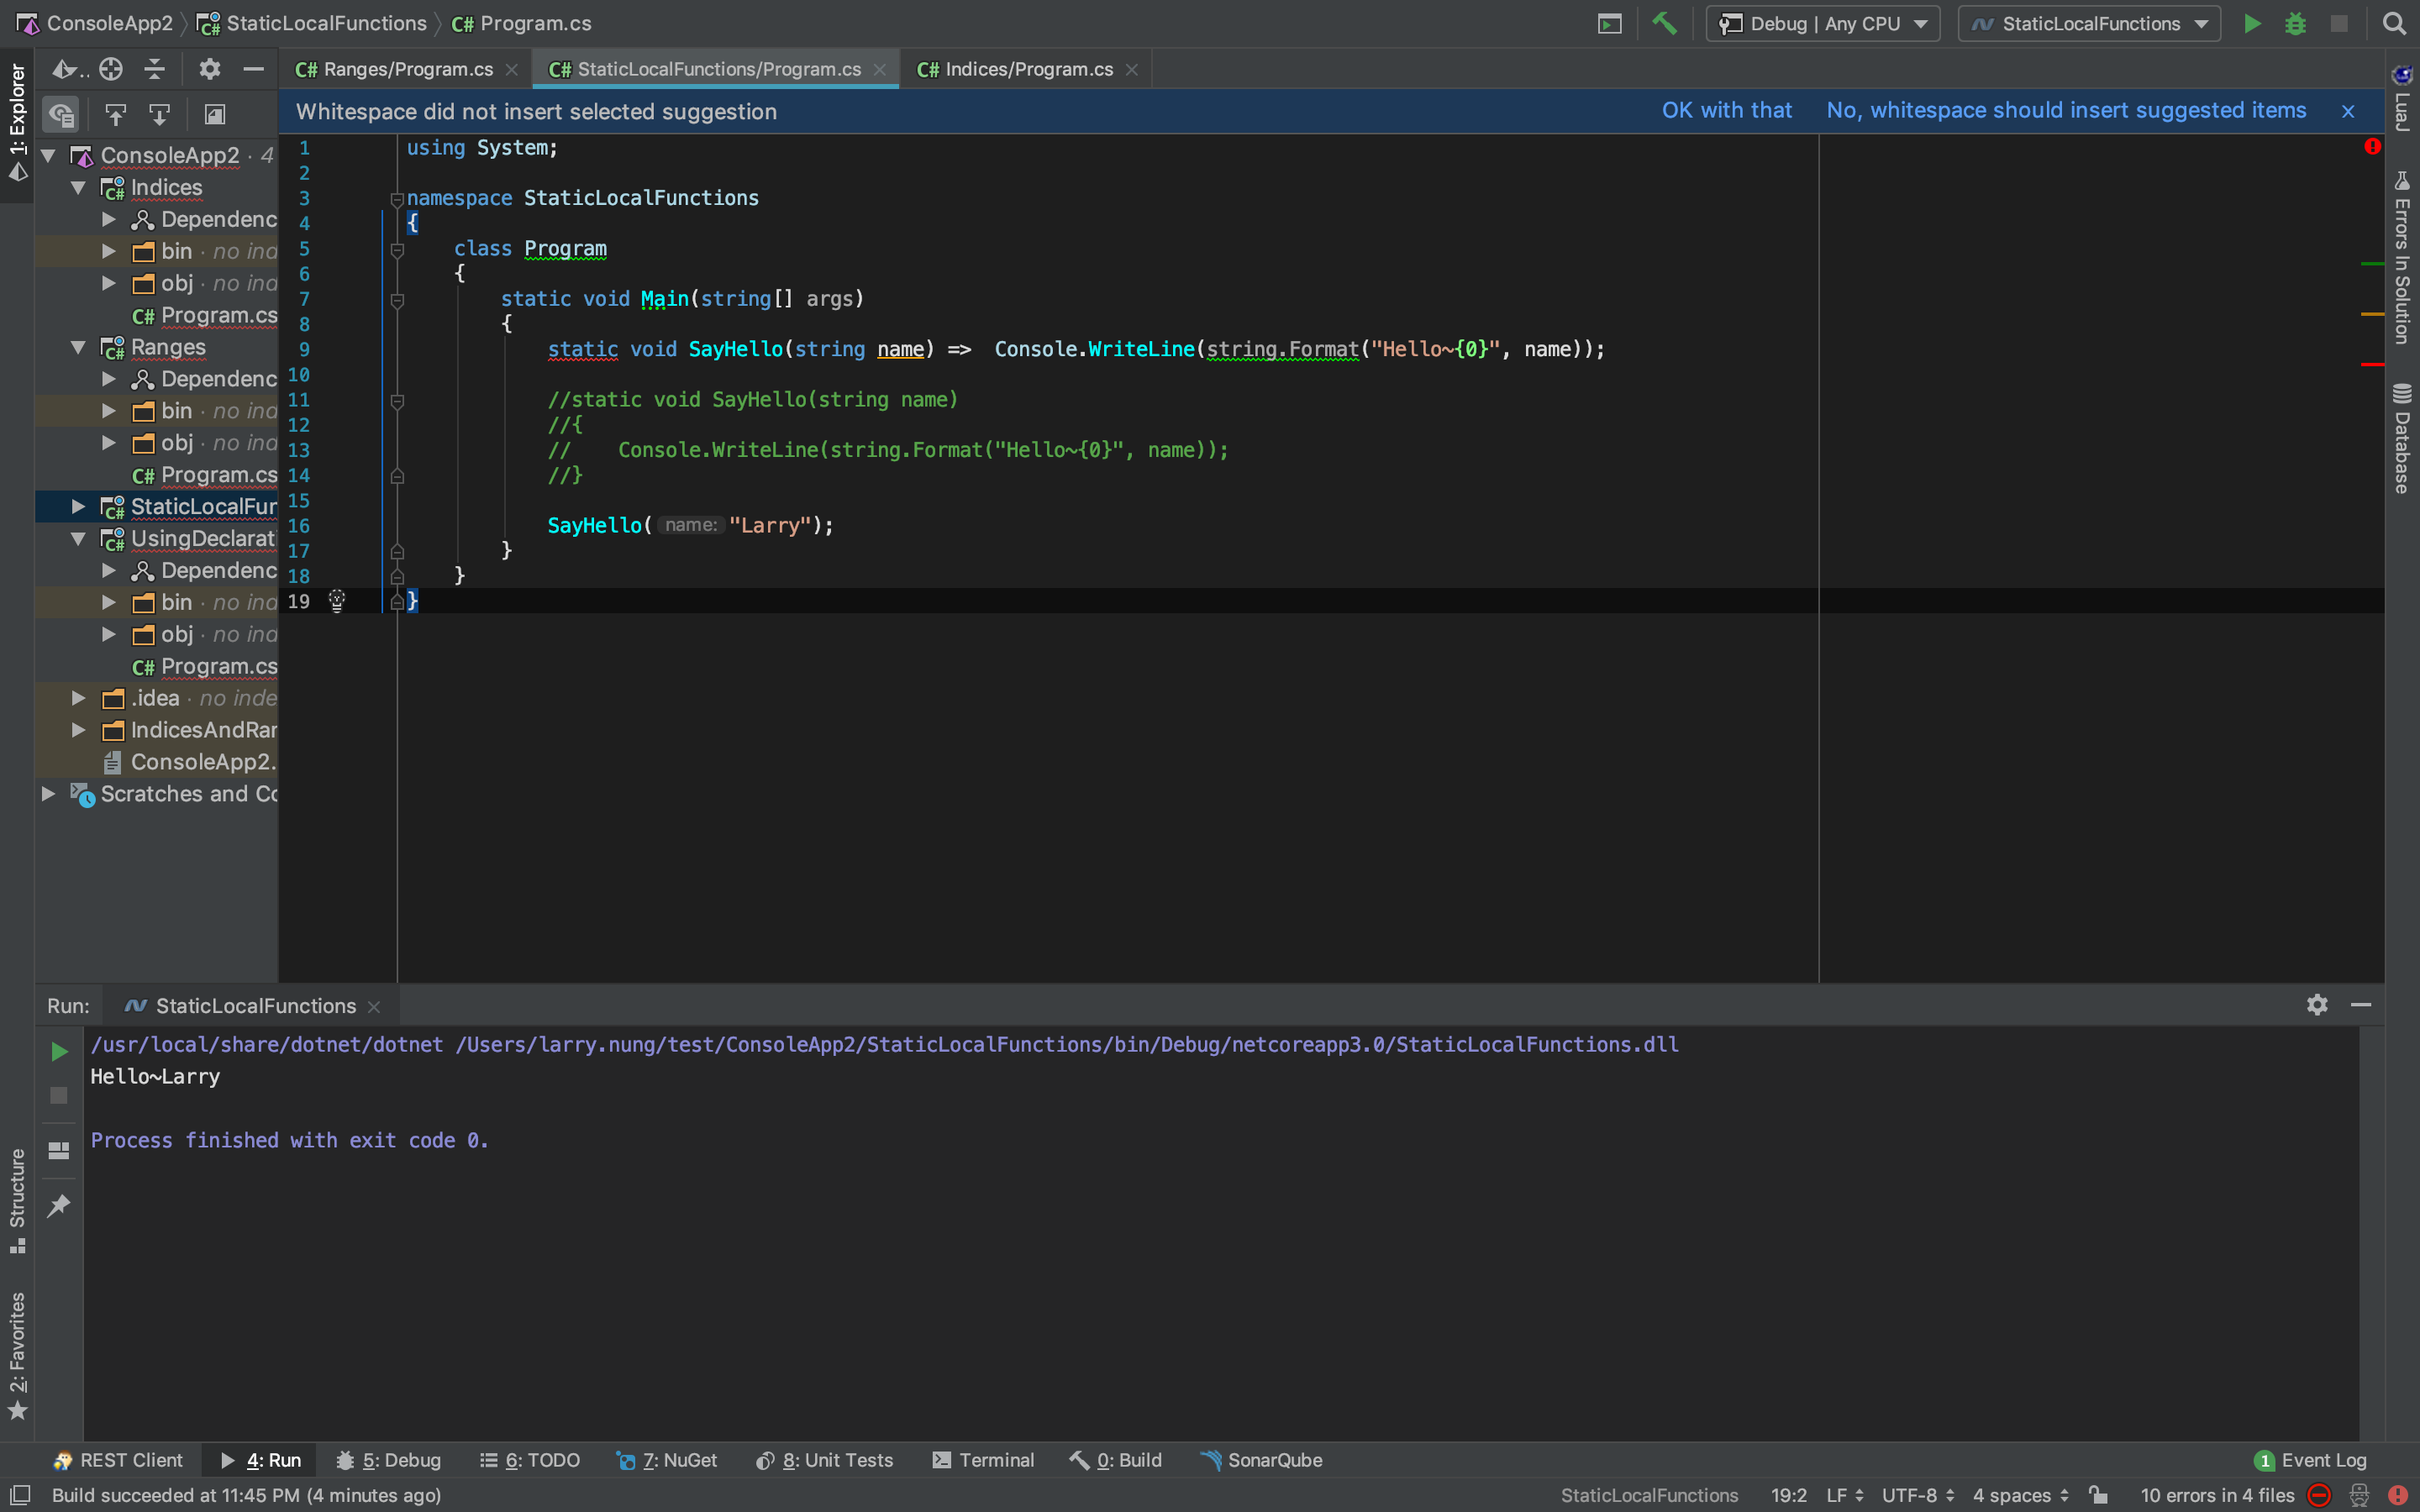 ConsoleApp2 StaticLocalFunctions C# Program.cs Debug | Any CPU StaticLocalFunctions
C# Ranges/Program.cs C# StaticLocalFunctions/Program.cs C# Indices/Program.cs
Whitespace did not insert selected suggestion OK with that No, whitespace should insert suggested items x
1: Explorer
ConsoleApp2 · 4
C# Indices
Dependenc
bin · no ind
obj · no ind
C# Program.cs
C# Ranges
Dependenc
bin · no ind
obj · no ind
C# Program.cs
C# StaticLocalFur
C# UsingDeclarat
Dependenc
bin · no ind
obj · no ind
C# Program.cs
.idea · no inde
IndicesAndRar
ConsoleApp2.
Scratches and Co
1 using System;
2
3 namespace StaticLocalFunctions
4 {
5 class Program
6 {
7 static void Main(string[] args)
8 {
9 static void SayHello(string name) => Console.WriteLine(string.Format("Hello~{0}", name));
10
11 //static void SayHello(string name)
12 //{
13 // Console.WriteLine(string.Format("Hello~{0}", name));
14 //}
15
16 SayHello( name: "Larry");
17 }
18 }
19 }
LuaJ
Errors In Solution
Database
Run: StaticLocalFunctions
/usr/local/share/dotnet/dotnet /Users/larry.nung/test/ConsoleApp2/StaticLocalFunctions/bin/Debug/netcoreapp3.0/StaticLocalFunctions.dll
Hello~Larry
Process finished with exit code 0.
Structure
2: Favorites
REST Client 4: Run 5: Debug 6: TODO 7: NuGet 8: Unit Tests Terminal 0: Build SonarQube 1 Event Log
Build succeeded at 11:45 PM (4 minutes ago) StaticLocalFunctions 19:2 LF UTF-8 4 spaces 10 errors in 4 files